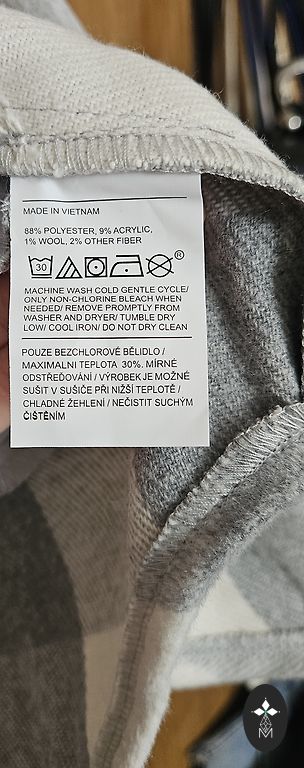 MADE IN VIETNAM
88% POLYESTER, 9% ACRYLIC,
1% WOOL, 2% OTHER FIBER
30
®
MACHINE WASH COLD GENTLE CYCLE/
ONLY NON-CHLORINE BLEACH WHEN
NEEDED/ REMOVE PROMPTLY FROM
WASHER AND DRYER/ TUMBLE DRY
LOW/ COOL IRON/ DO NOT DRY CLEAN
POUZE BEZCHLOROVÉ BĚLIDLO /
MAXIMALNI TEPLOTA 30%. MÍRNÉ
ODSTŘEĎOVÁNÍ / VÝROBEK JE MOŽNÉ
SUŠIT V SUŠIČE PŘI NIŽŠÍ TEPLOTĚ /
CHLADNÉ ŽEHLENÍ / NEČISTIT SUCHÝM
ČIŠTĚNÍM
M